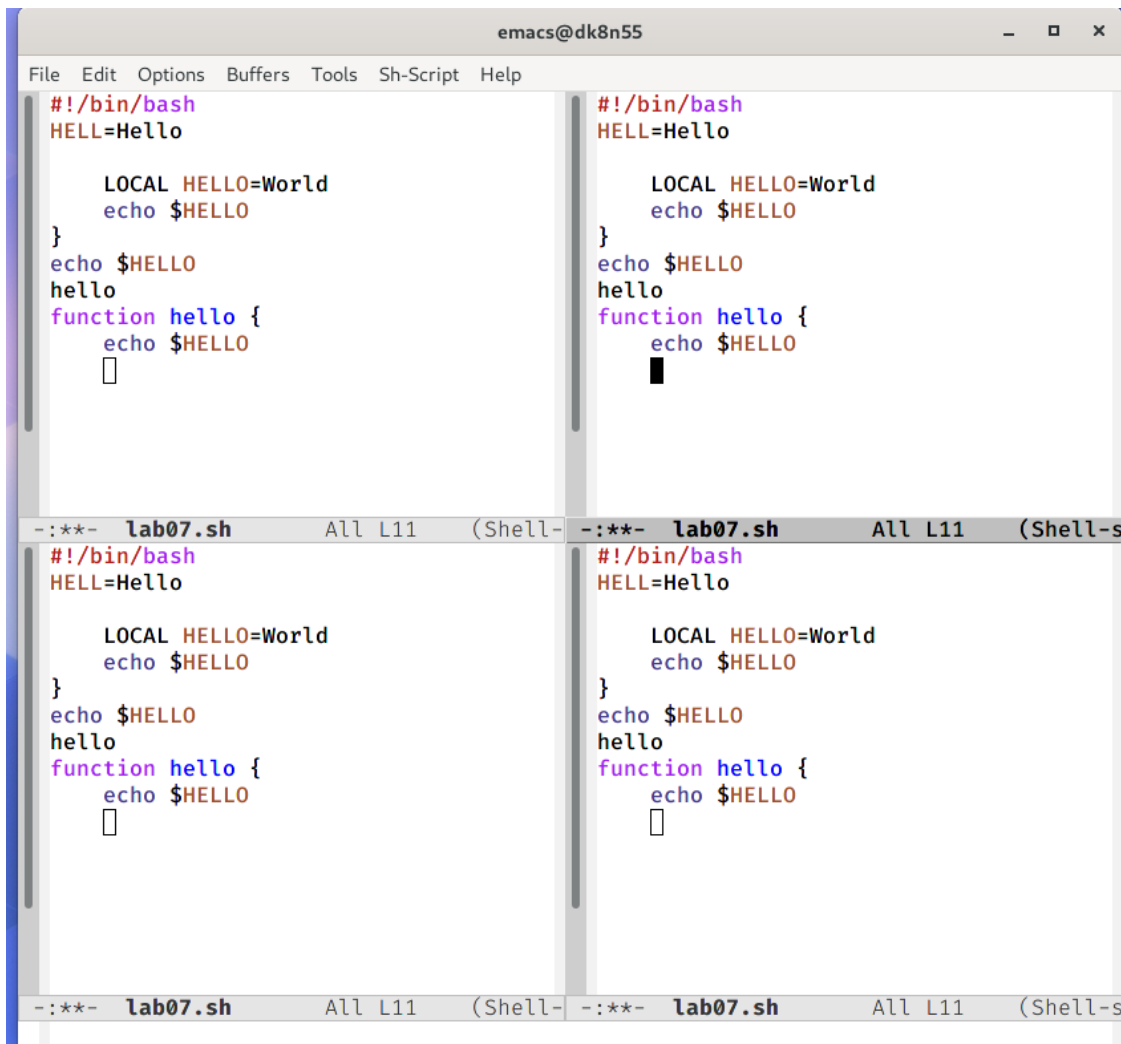 emacs@dk8n55
File Edit Options Buffers Tools Sh-Script Help
#!/bin/bash
HELL=Hello
LOCAL HELLO=World
echo $HELLO
}
echo $HELLO
hello
function hello {
echo $HELLO
-:**- lab07.sh All L11 (Shell-
#!/bin/bash
HELL=Hello
LOCAL HELLO=World
echo $HELLO
}
echo $HELLO
hello
function hello {
echo $HELLO
-:**- lab07.sh All L11 (Shell-s
#!/bin/bash
HELL=Hello
LOCAL HELLO=World
echo $HELLO
}
echo $HELLO
hello
function hello {
echo $HELLO
-:**- lab07.sh All L11 (Shell-
#!/bin/bash
HELL=Hello
LOCAL HELLO=World
echo $HELLO
}
echo $HELLO
hello
function hello {
echo $HELLO
-:**- lab07.sh All L11 (Shell-s